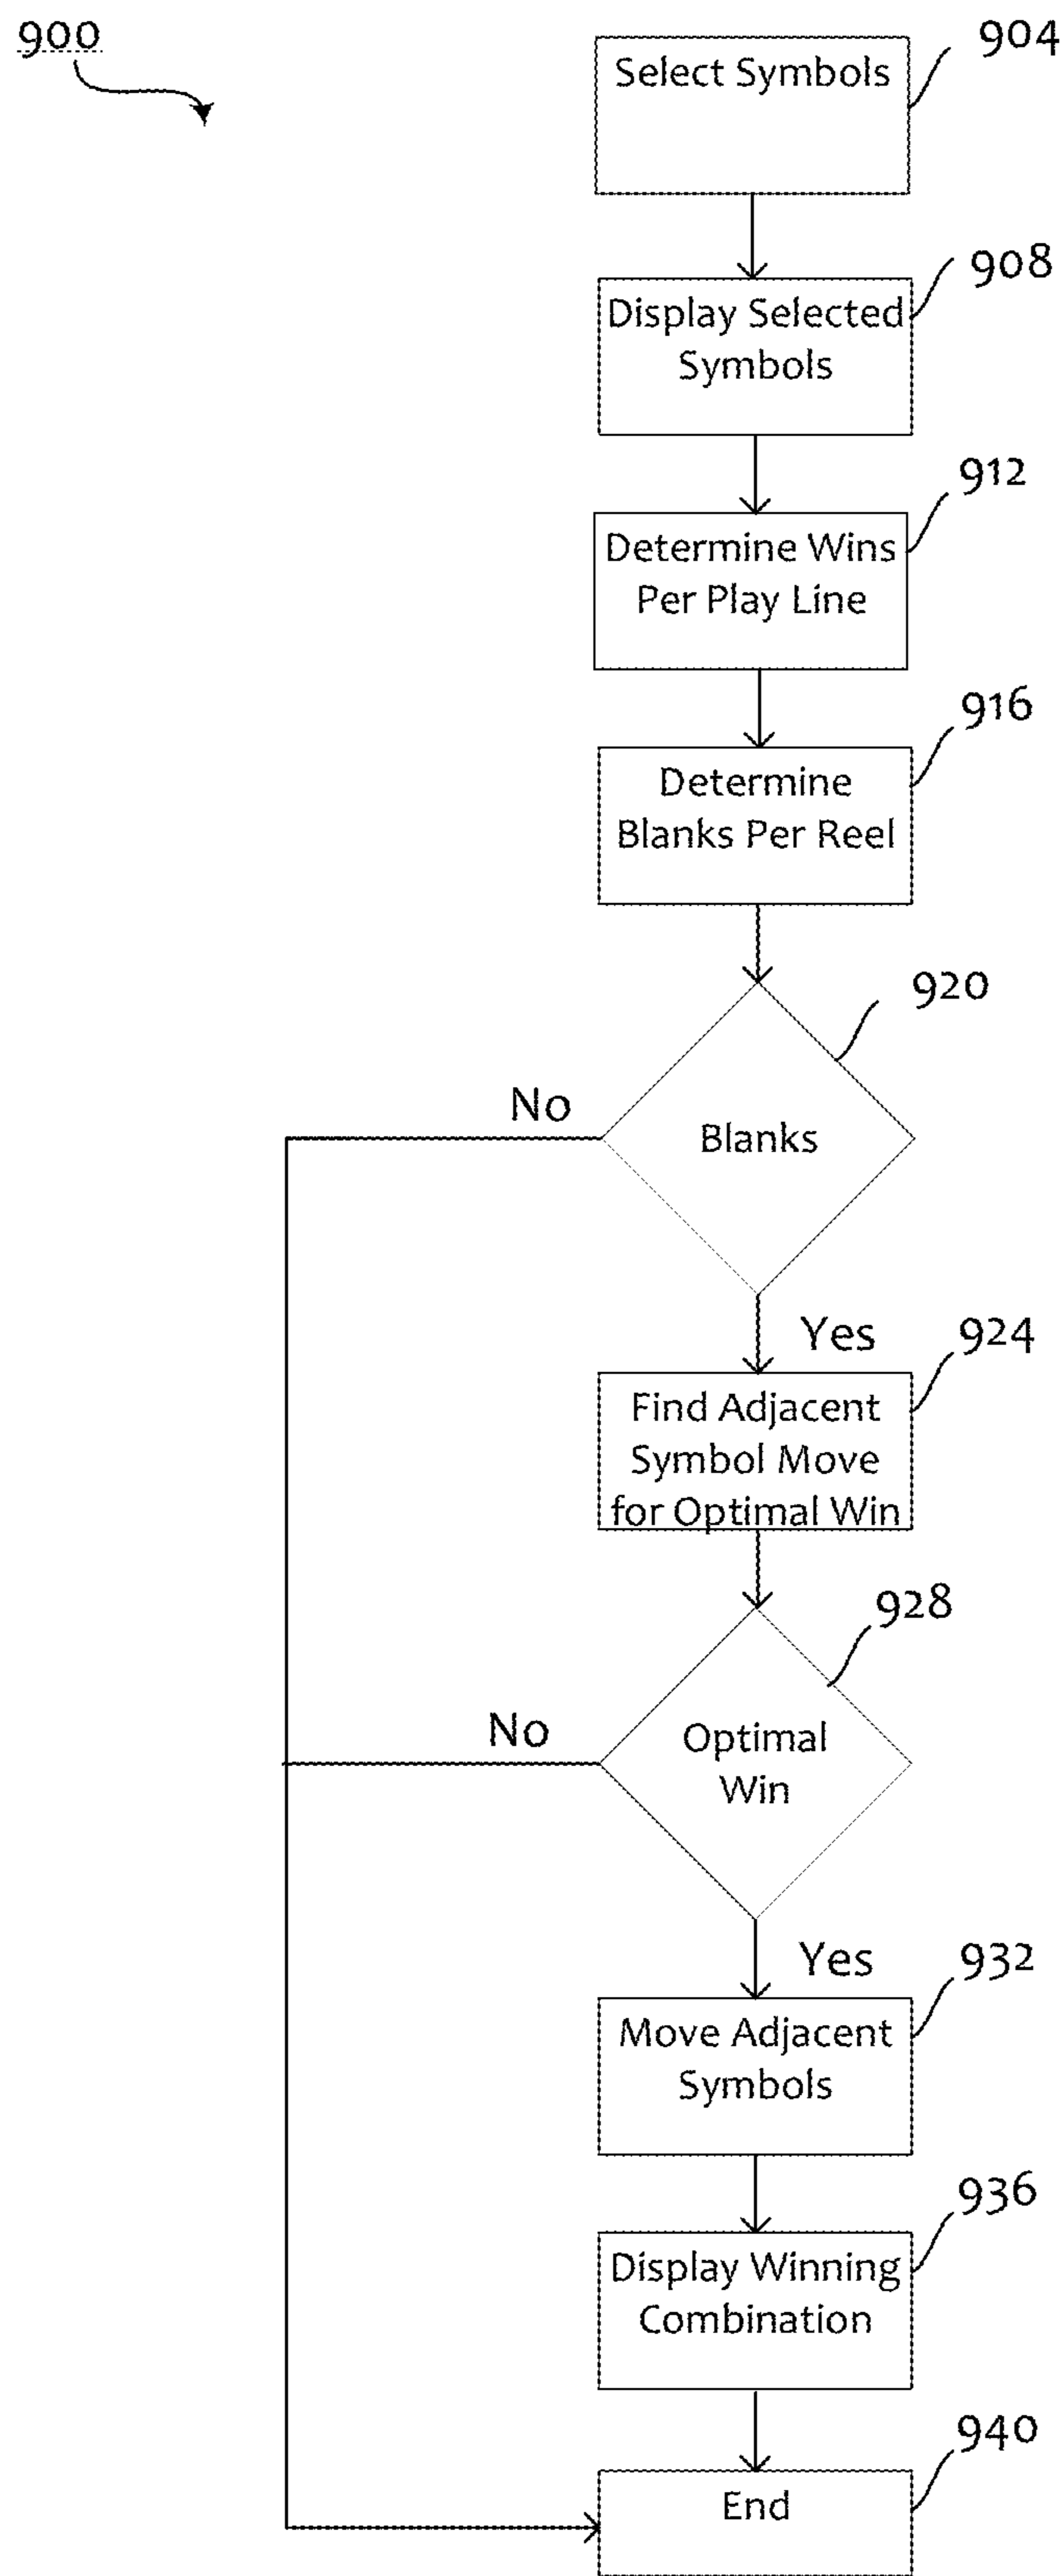 900
904
Select Symbols
908
Display Selected
Symbols
912
Determine Wins
Per Play Line
916
Determine
Blanks Per Reel
920
No
Blanks
Yes
924
Find Adjacent
Symbol Move
for Optimal Win
928
No
Optimal
Win
Yes
932
Move Adjacent
Symbols
936
Display Winning
Combination
940
End